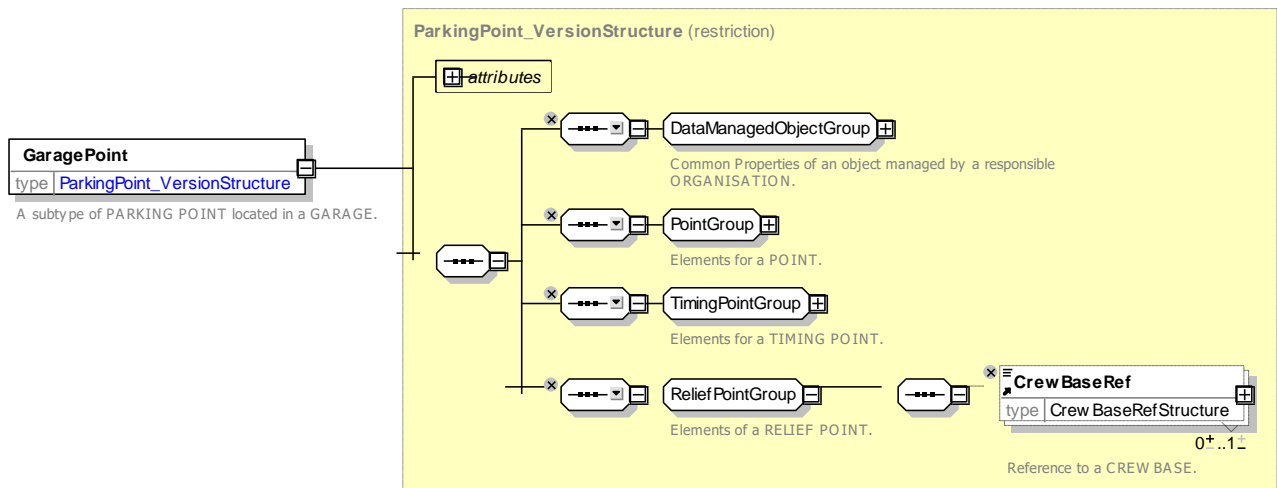 ParkingPoint_VersionStructure (restriction)
attributes
DataManagedObjectGroup
Common Properties of an object managed by a responsible
ORGANISATION.
GaragePoint
type ParkingPoint_VersionStructure
A subtype of PARKING POINT located in a GARAGE.
PointGroup
Elements for a POINT.
TimingPointGroup
Elements for a TIMING POINT.
ReliefPointGroup
Elements of a RELIEF POINT.
CrewBaseRef
type CrewBaseRefStructure
0..1
Reference to a CREW BASE.